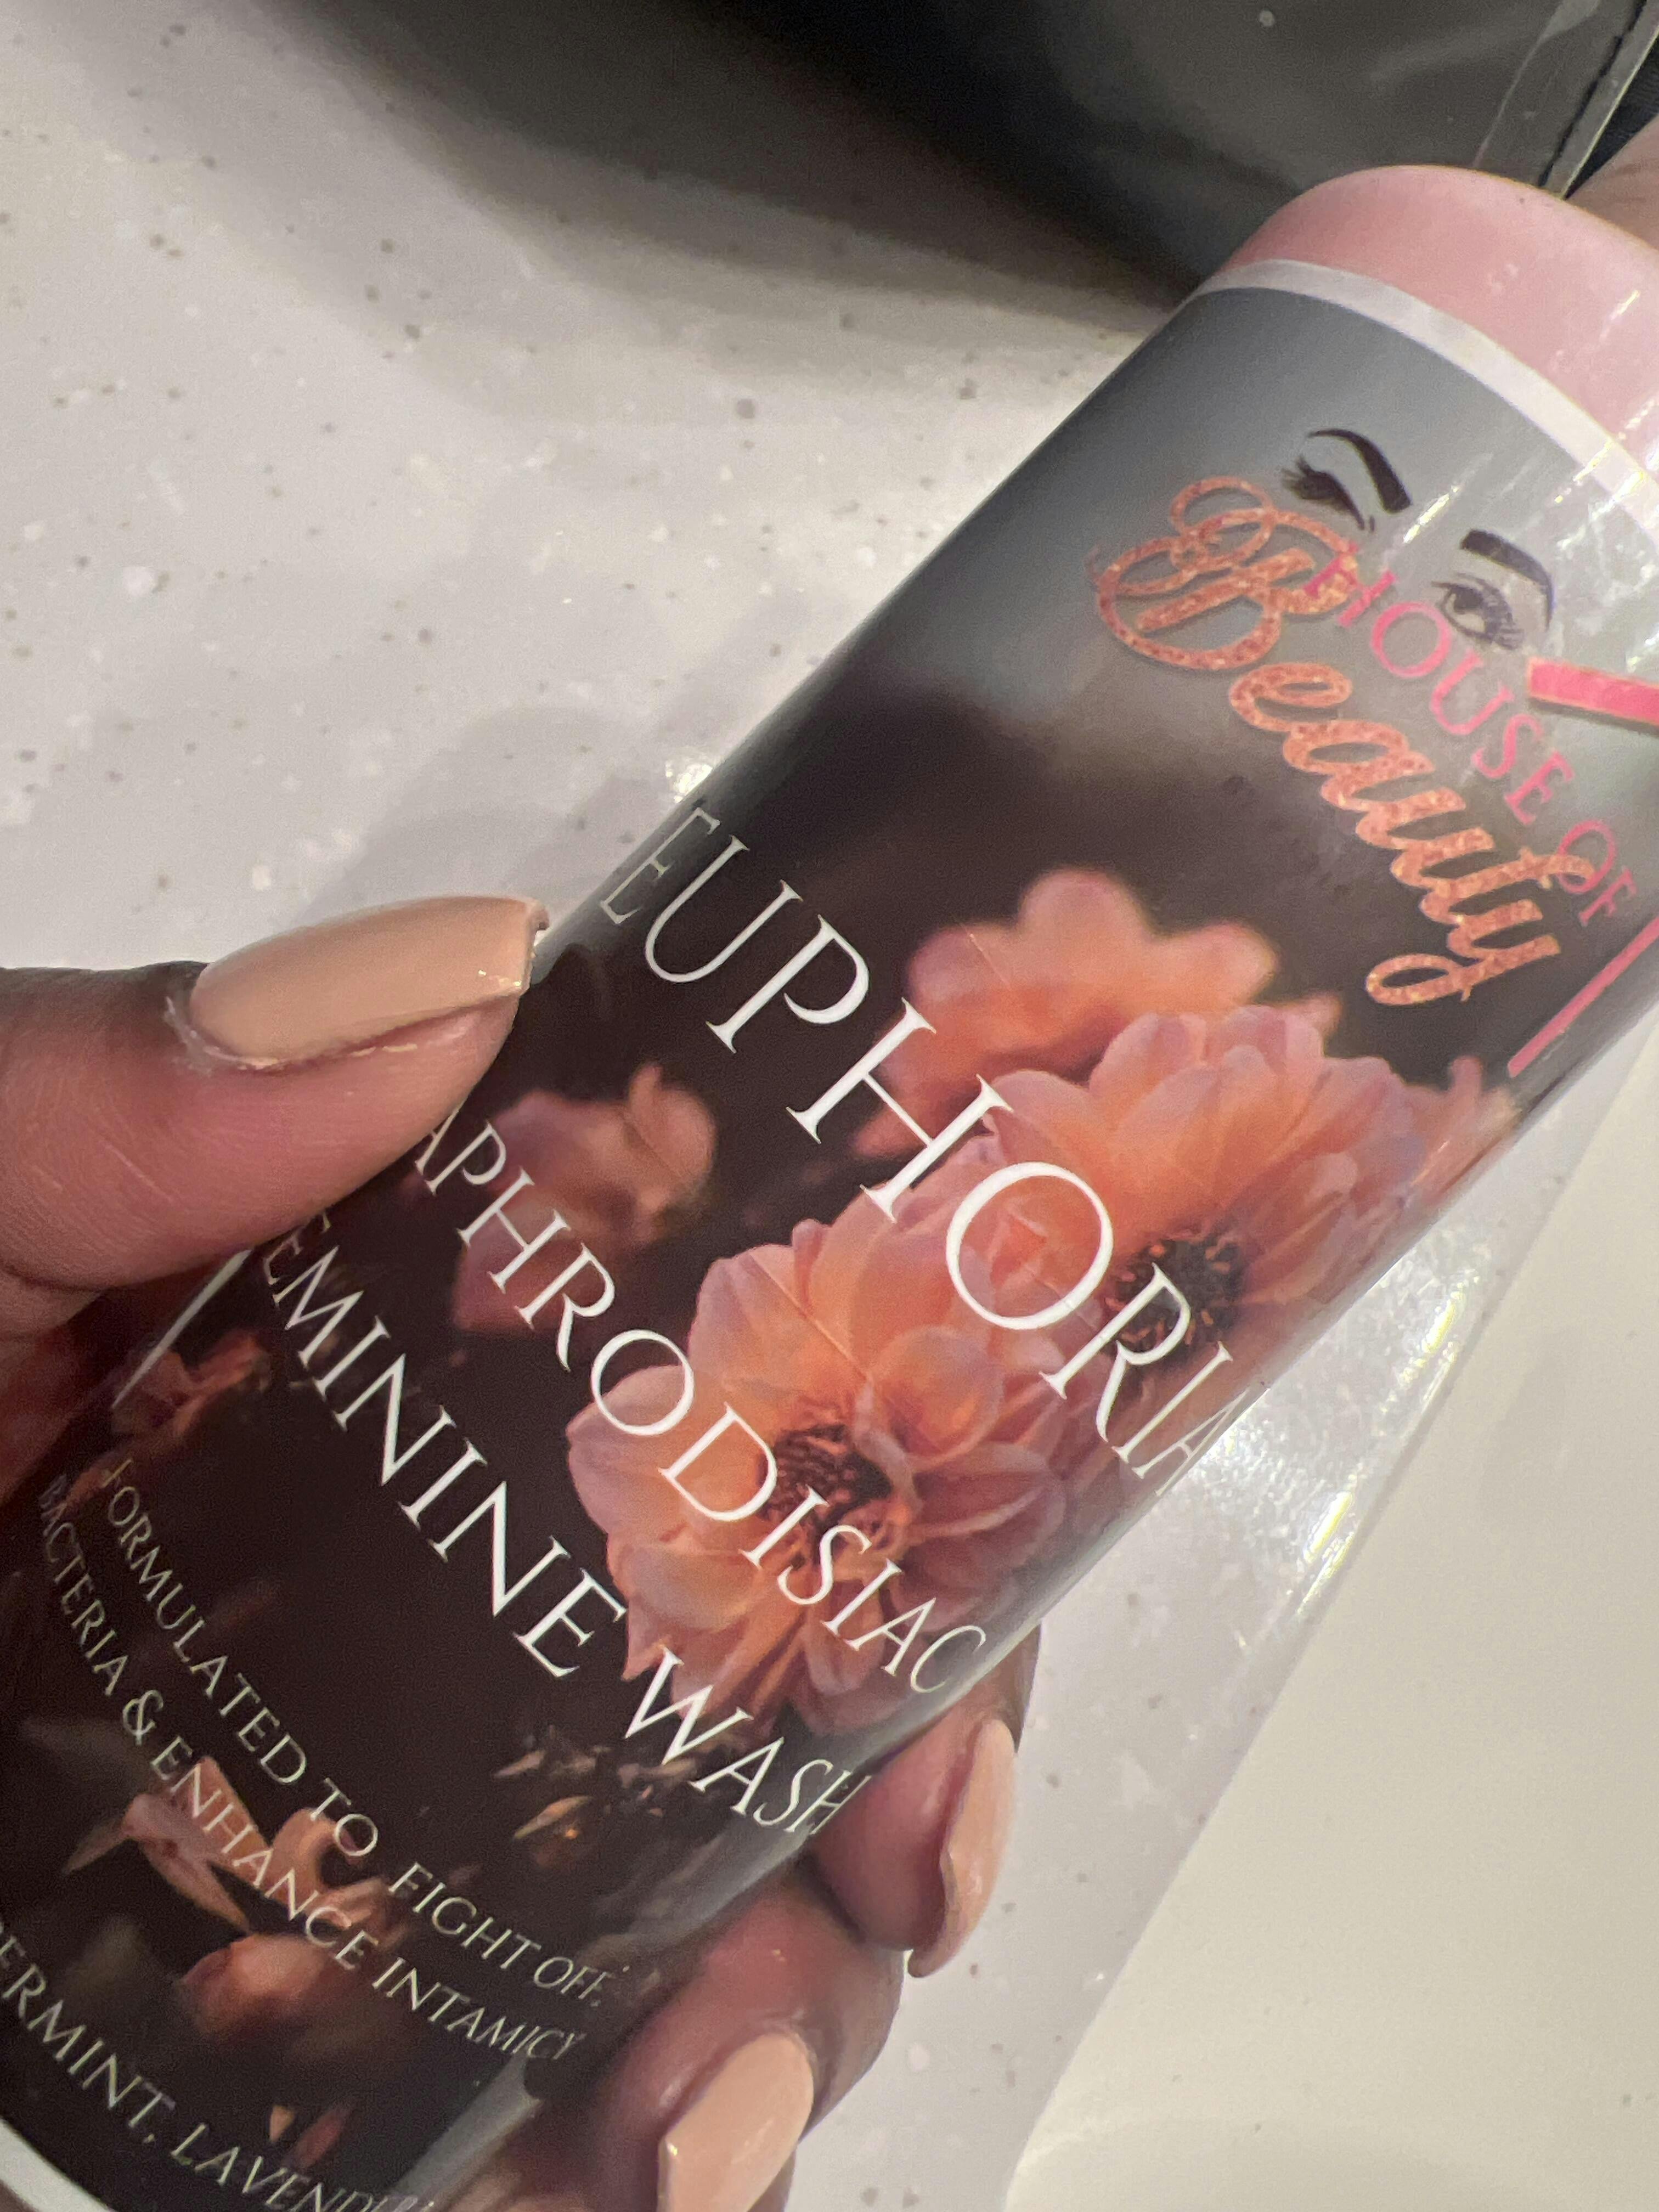 HOUSE OF
Beauty
EUPHORIA
APHRODISIAC
FEMININE WASH
FORMULATED TO FIGHT OFF
BACTERIA & ENHANCE INTAMICY